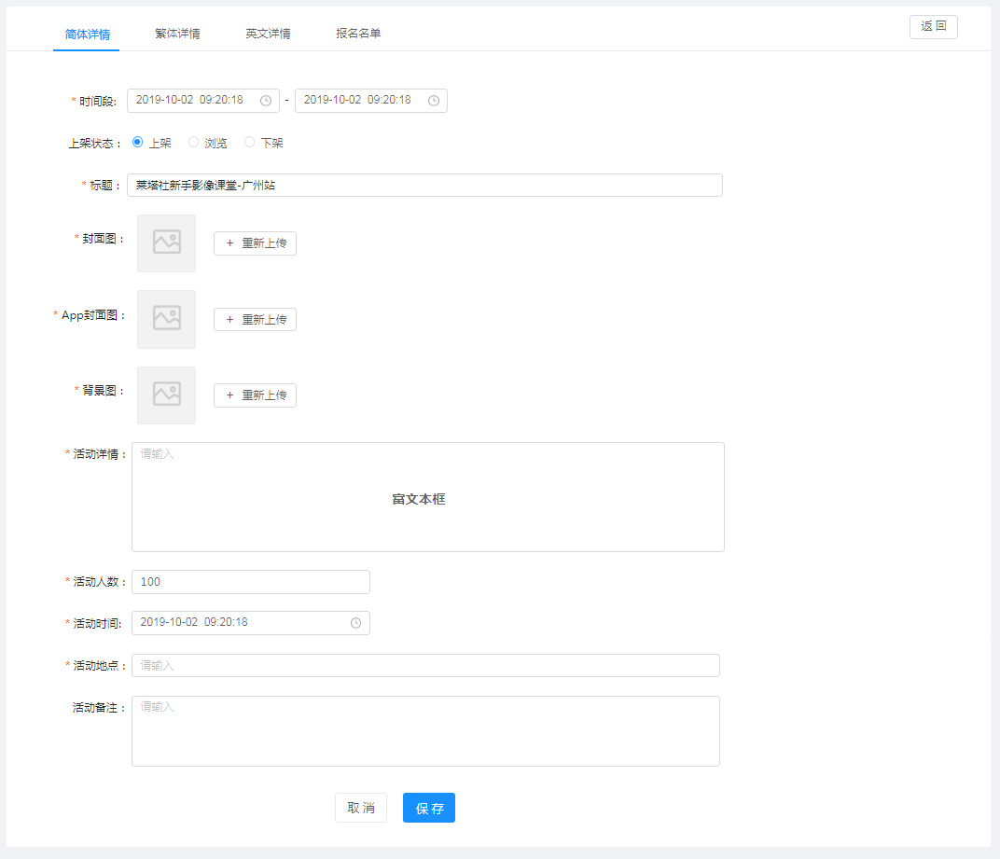 简体详情 繁体详情 英文详情 报名名单 返 回
* 时间段: 2019-10-02 09:20:18 - 2019-10-02 09:20:18
上架状态： 上架 浏览 下架
* 标题： 莱塔社新手影像课堂-广州站
* 封面图： + 重新上传
* App封面图： + 重新上传
* 背景图： + 重新上传
* 活动详情： 请输入
富文本框
* 活动人数： 100
* 活动时间: 2019-10-02 09:20:18
* 活动地点： 请输入
活动备注： 请输入
取 消 保 存